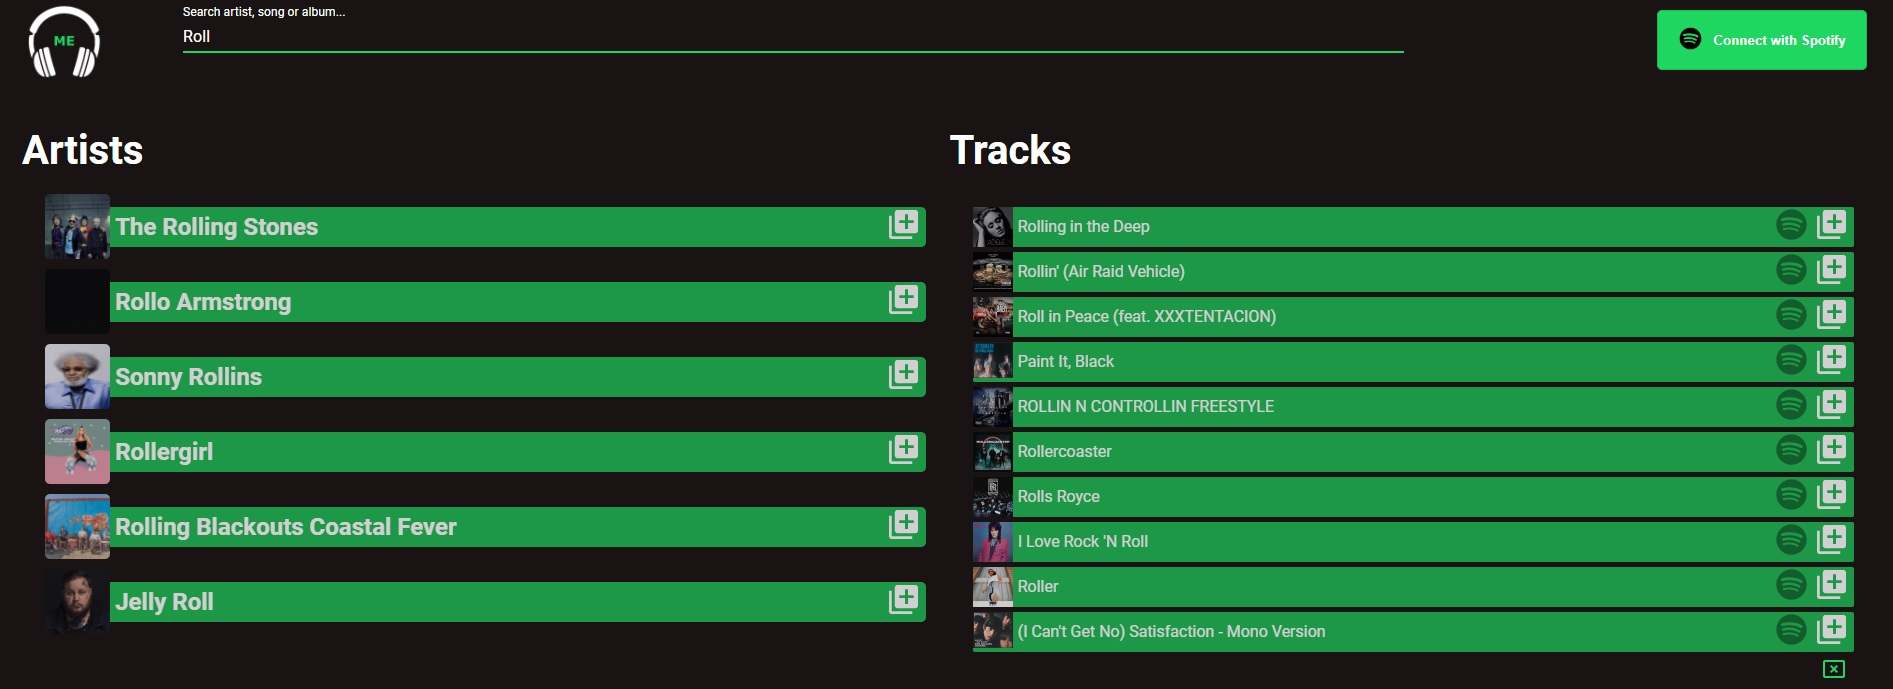 ME
Search artist, song or album...
Roll
Connect with Spotify
Artists
The Rolling Stones
Rollo Armstrong
Sonny Rollins
Rollergirl
Rolling Blackouts Coastal Fever
Jelly Roll
Tracks
Rolling in the Deep
Rollin' (Air Raid Vehicle)
Roll in Peace (feat. XXXTENTACION)
Paint It, Black
ROLLIN N CONTROLLIN FREESTYLE
Rollercoaster
Rolls Royce
I Love Rock 'N Roll
Roller
(I Can't Get No) Satisfaction - Mono Version